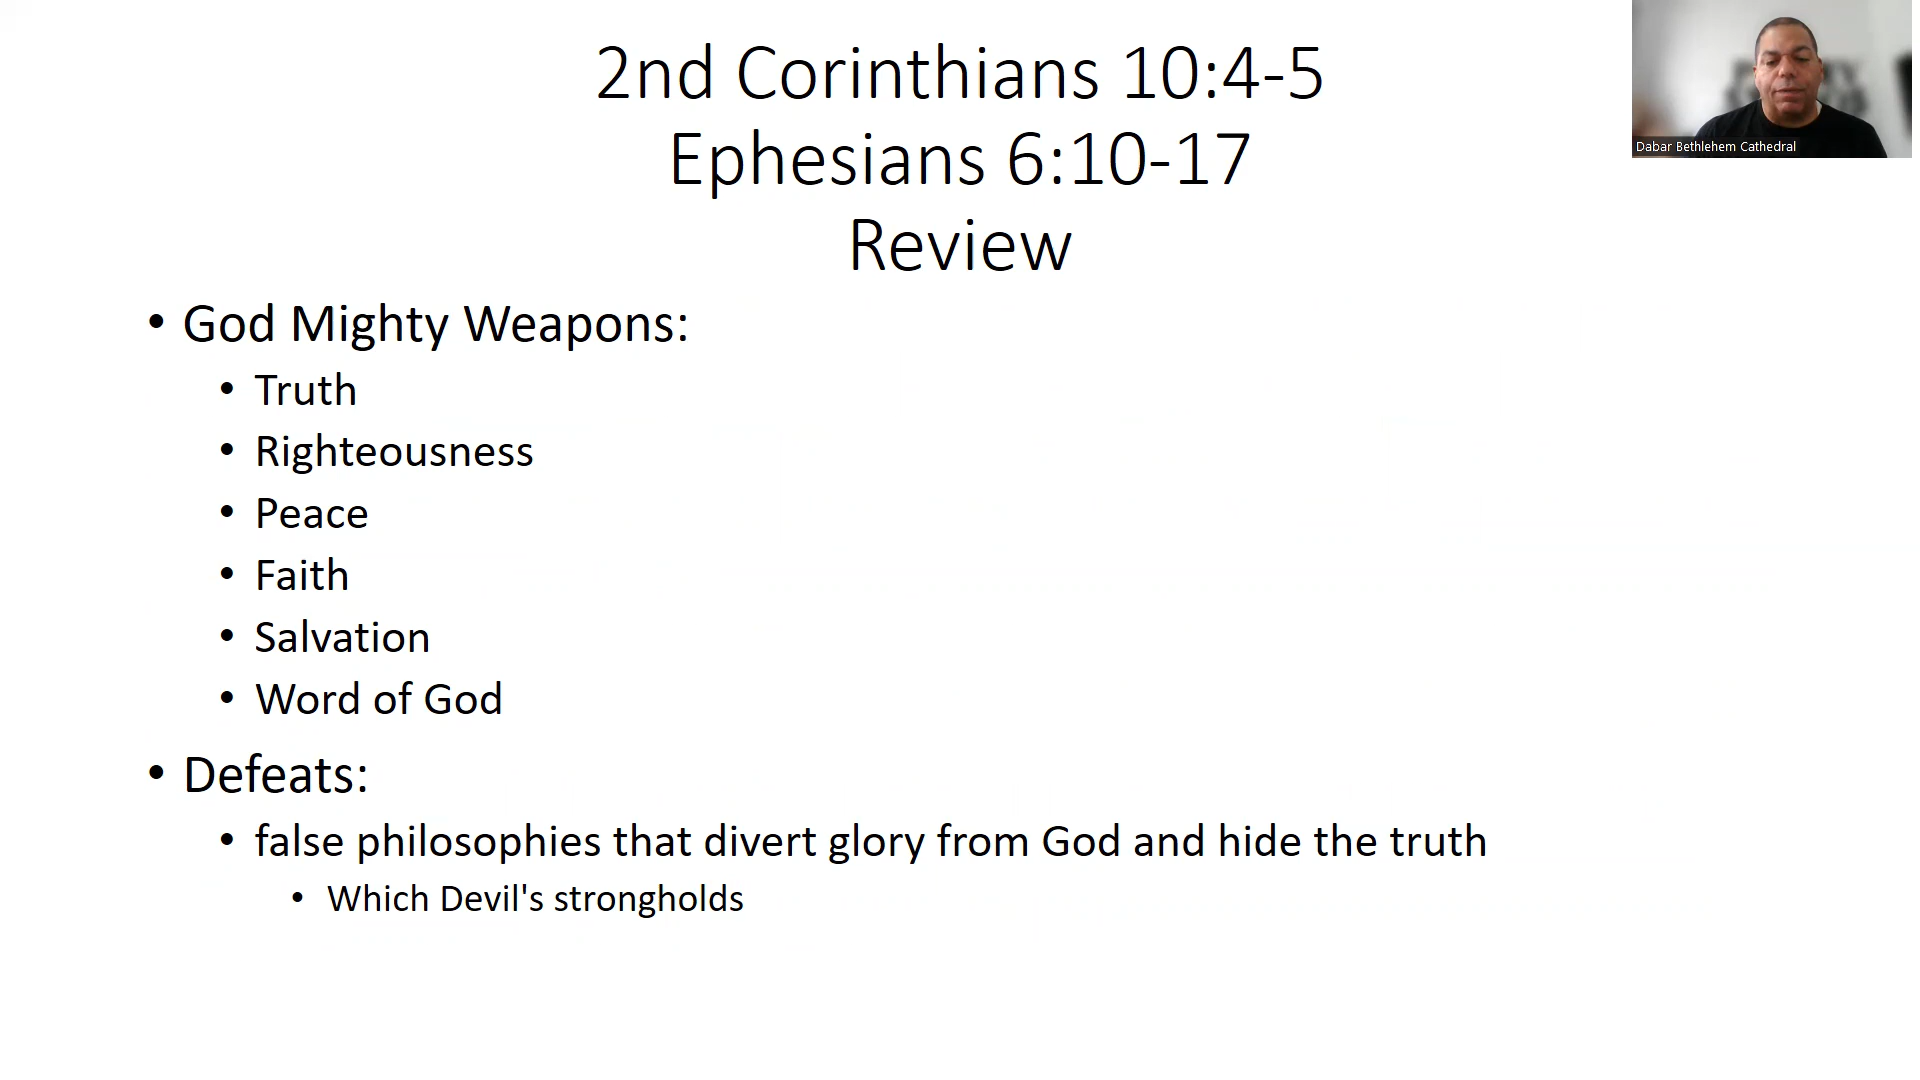 2nd Corinthians 10:4-5
Ephesians 6:10-17
Review
• God Mighty Weapons:
• Truth
• Righteousness
• Peace
• Faith
• Salvation
• Word of God
• Defeats:
• false philosophies that divert glory from God and hide the truth
• Which Devil's strongholds
Dabar Bethlehem Cathedral